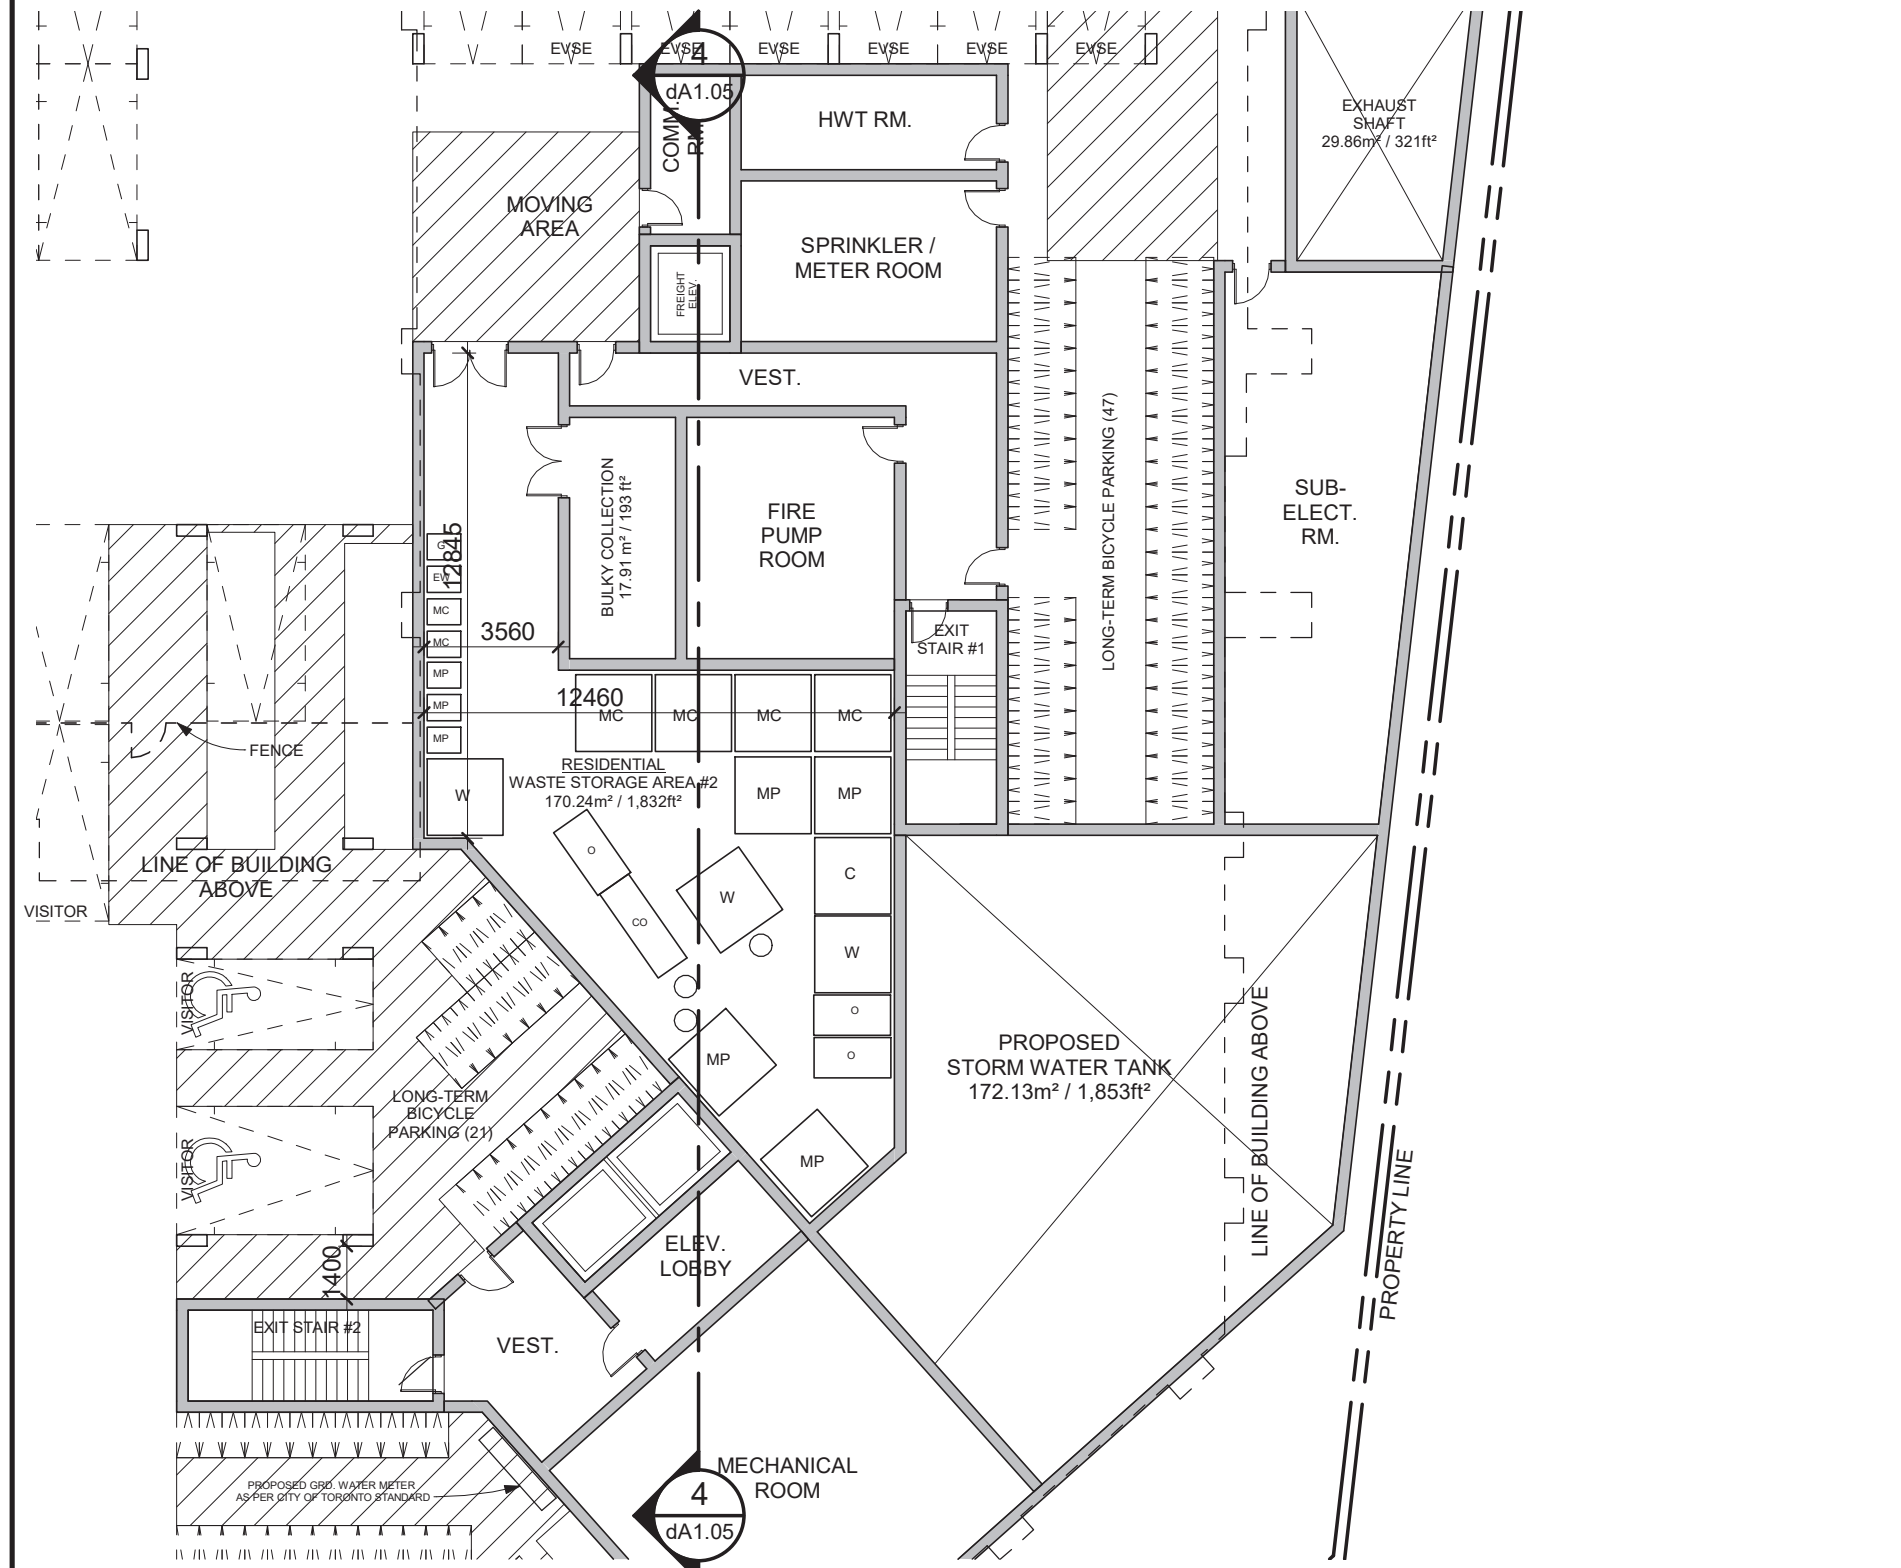 EVSE
EVSE
EVSE
EVSE
EVSE
EVSE
4
dA1.05
COMM.
RM.
HWT RM.
EXHAUST
SHAFT
29.86m² / 321ft²
MOVING
AREA
SPRINKLER /
METER ROOM
FREIGHT
ELEV.
VEST.
LONG-TERM BICYCLE PARKING (47)
BULKY COLLECTION
17.91 m² / 193 ft²
FIRE
PUMP
ROOM
SUB-
ELECT.
RM.
12845
G
EW
MC
MC
MP
MP
MP
W
3560
EXIT
STAIR #1
12460
MC
MC
MC
MC
FENCE
RESIDENTIAL
WASTE STORAGE AREA #2
170.24m² / 1,832ft²
MP
MP
LINE OF BUILDING
ABOVE
VISITOR
O
CO
W
C
W
O
O
VISITOR
MP
PROPOSED
STORM WATER TANK
172.13m² / 1,853ft²
LINE OF BUILDING ABOVE
LONG-TERM
BICYCLE
PARKING (21)
VISITOR
MP
PROPERTY LINE
1400
ELEV.
LOBBY
EXIT STAIR #2
VEST.
PROPOSED GRD. WATER METER
AS PER CITY OF TORONTO STANDARD
MECHANICAL
ROOM
4
dA1.05